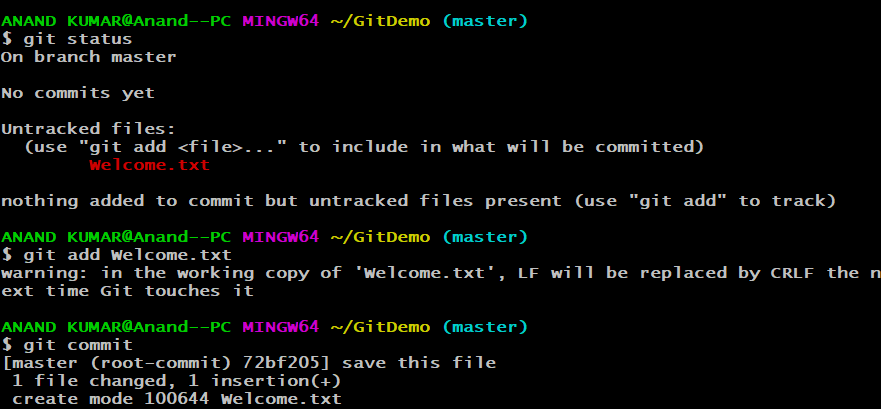 ANAND KUMAR@Anand--PC MINGW64 ~/GitDemo (master)
$ git status
On branch master
No commits yet
Untracked files:
(use "git add <file>..." to include in what will be committed)
Welcome.txt
nothing added to commit but untracked files present (use "git add" to track)
ANAND KUMAR@Anand--PC MINGW64 ~/GitDemo (master)
$ git add Welcome.txt
warning: in the working copy of 'Welcome.txt', LF will be replaced by CRLF the n
ext time Git touches it
ANAND KUMAR@Anand--PC MINGW64 ~/GitDemo (master)
$ git commit
[master (root-commit) 72bf205] save this file
1 file changed, 1 insertion(+)
create mode 100644 Welcome.txt